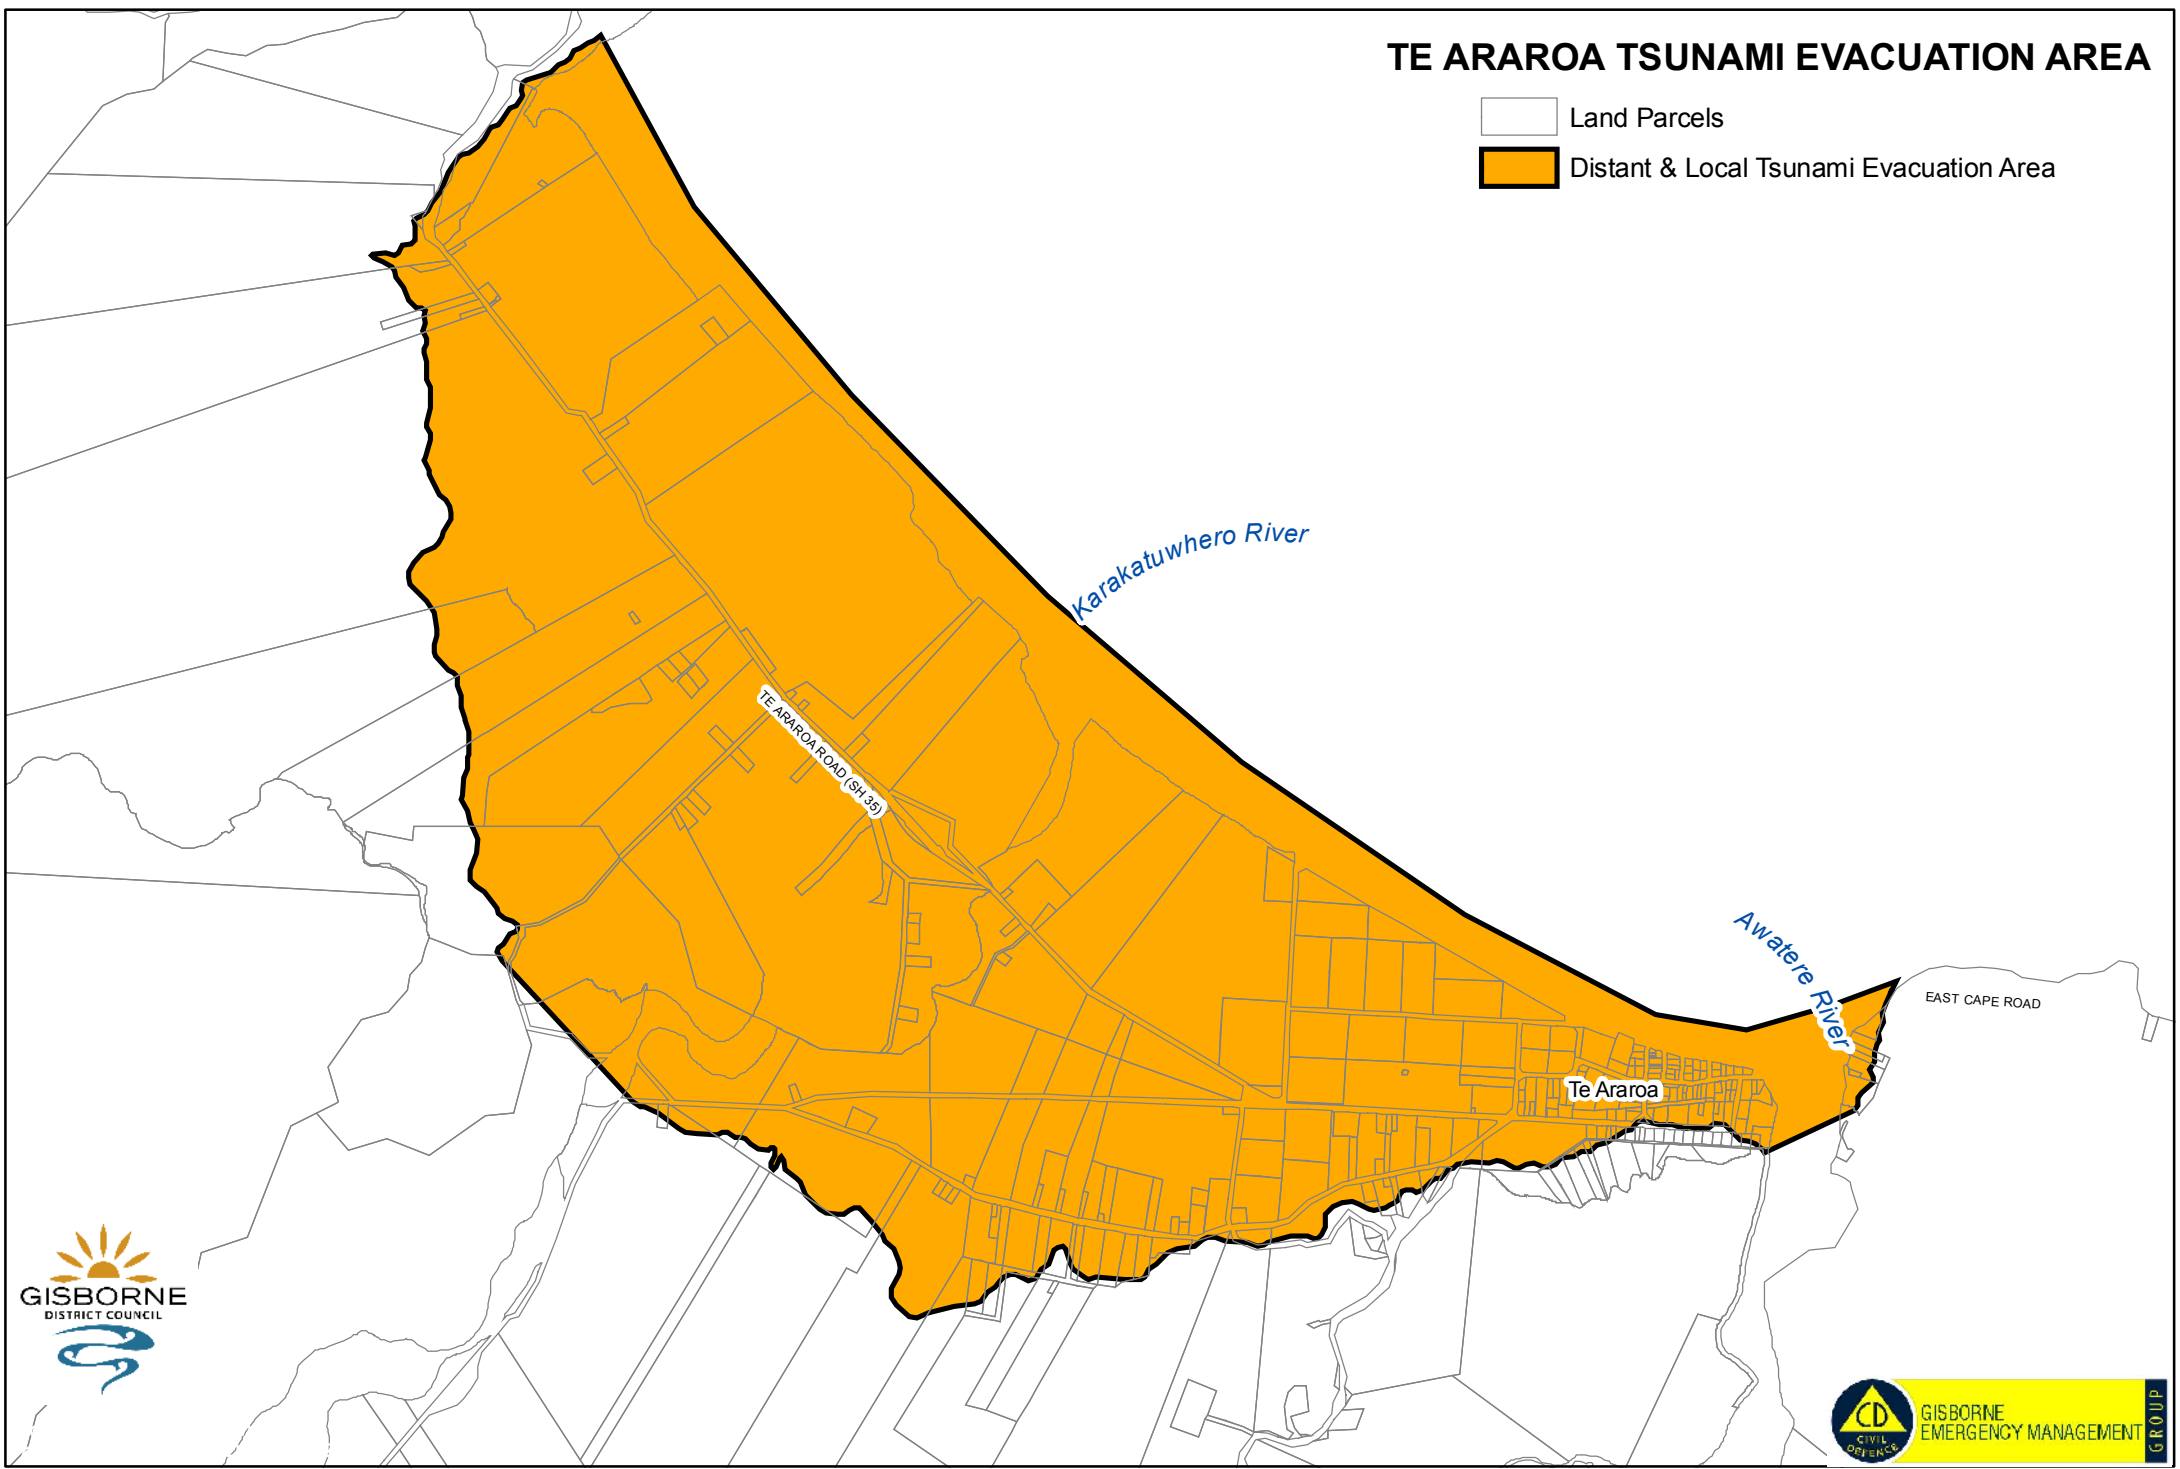 TE ARAROA TSUNAMI EVACUATION AREA
Land Parcels
Distant & Local Tsunami Evacuation Area
Karakatuwhero River
TE ARAROA ROAD (SH 35)
Awatere River
EAST CAPE ROAD
Te Araroa
GISBORNE
DISTRICT COUNCIL
CD
CIVIL
DEFENCE
GISBORNE
EMERGENCY MANAGEMENT
GROUP